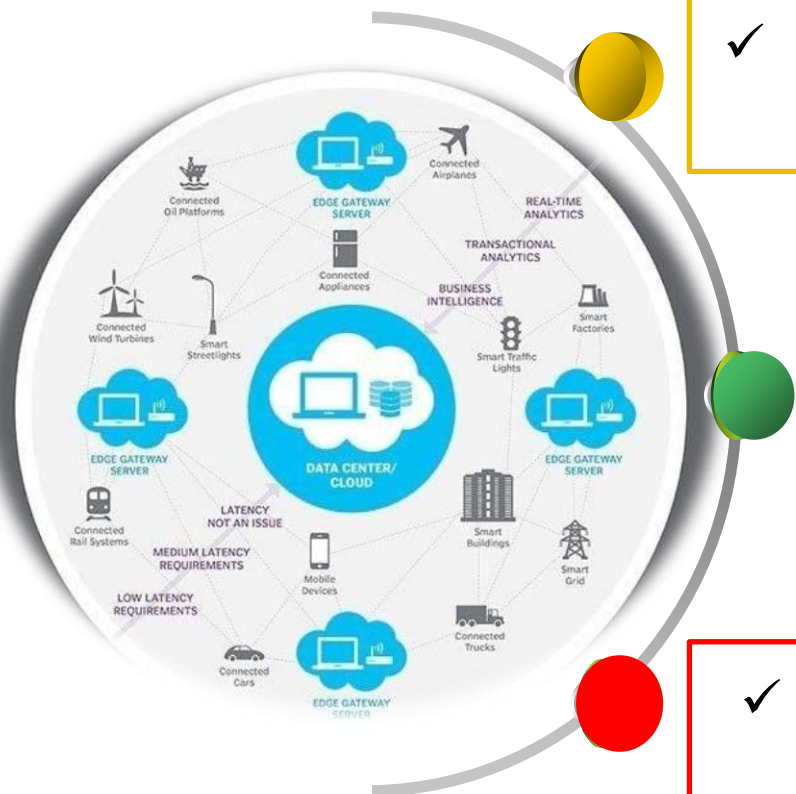 ✓
Connected
Airplanes
Connected
Oil Platforms
EDGE GATEWAY
SERVER
REAL-TIME
ANALYTICS
TRANSACTIONAL
ANALYTICS
Connected
Appliances
BUSINESS
INTELLIGENCE
Connected
Wind Turbines
Smart
Streetlights
Smart
Factories
Smart Traffic
Lights
EDGE GATEWAY
SERVER
DATA CENTER/
CLOUD
EDGE GATEWAY
SERVER
LATENCY
NOT AN ISSUE
Connected
Rail Systems
Smart
Buildings
MEDIUM LATENCY
REQUIREMENTS
Mobile
Devices
Smart
Grid
LOW LATENCY
REQUIREMENTS
Connected
Trucks
Connected
Cars
EDGE GATEWAY
SERVER
✓